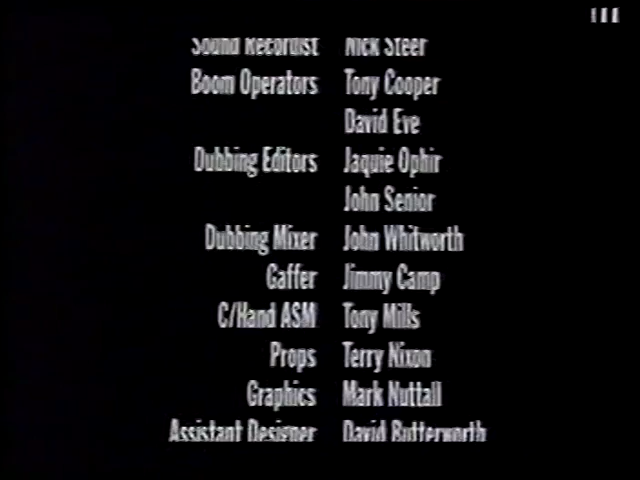 Sound Recordist Nick Steer
Boom Operators Tony Cooper
David Eve
Dubbing Editors Jaquie Ophir
John Senior
Dubbing Mixer John Whitworth
Gaffer Jimmy Camp
C/Hand ASM Tony Mills
Props Terry Nixon
Graphics Mark Nuttall
Assistant Designer David Butterworth